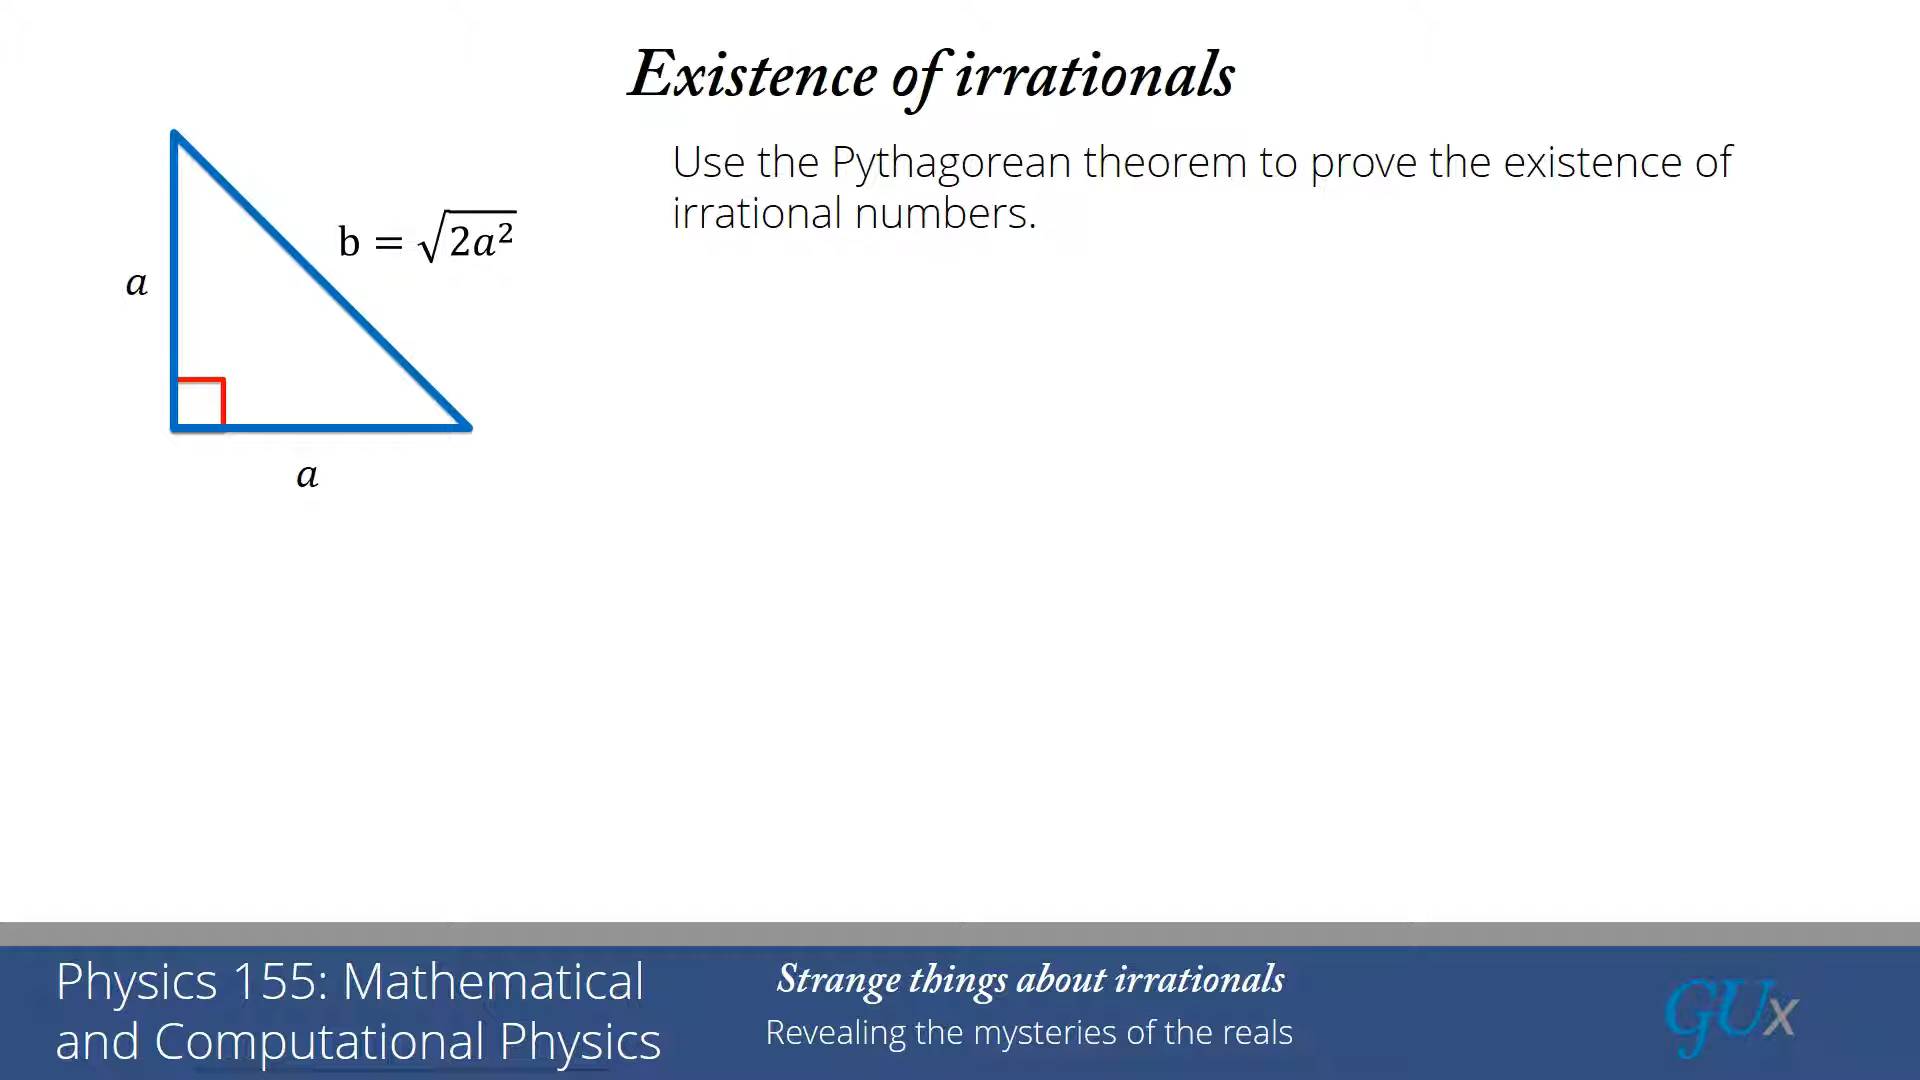 Existence of irrationals
Use the Pythagorean theorem to prove the existence of
irrational numbers.
b = √2a²
a
a
Physics 155: Mathematical
and Computational Physics
Strange things about irrationals
Revealing the mysteries of the reals
GUx